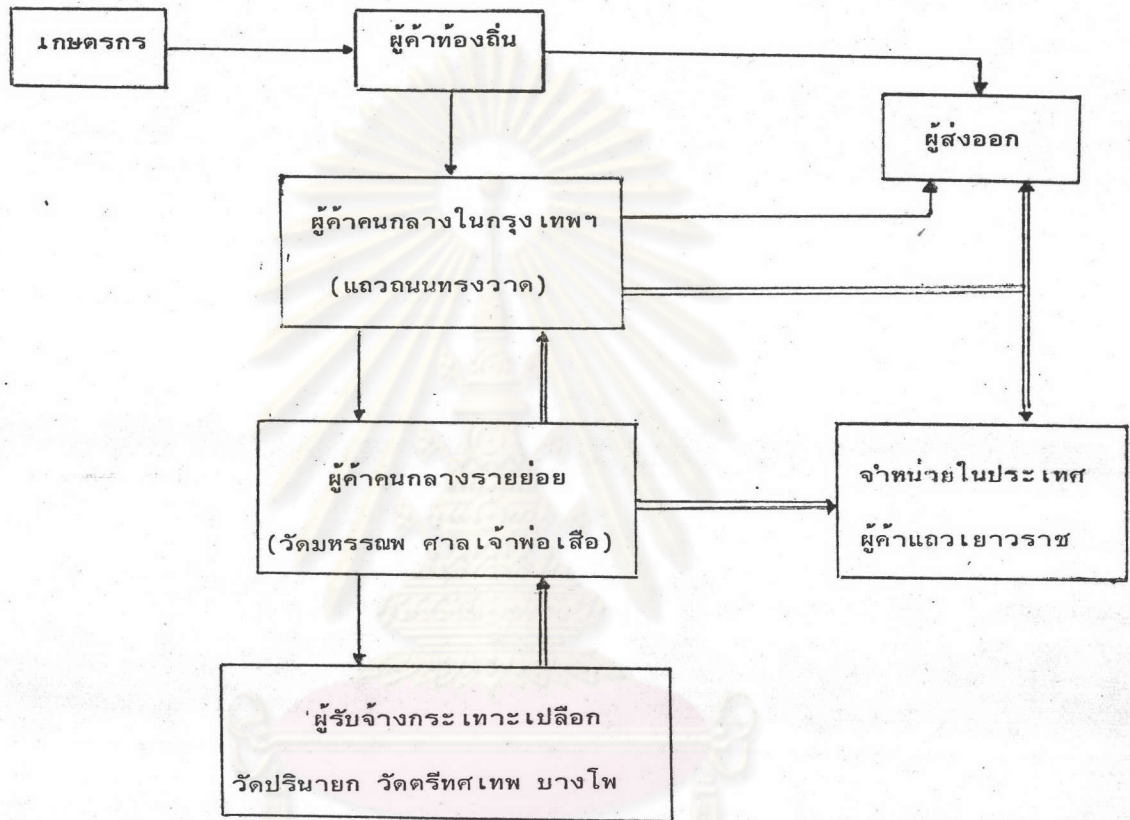 เกษตรกร
ผู้ค้าท้องถิ่น
ผู้ส่งออก
ผู้ค้าคนกลางในกรุงเทพฯ
(แถวถนนทรงวาด)
ผู้ค้าคนกลางรายย่อย
(วัดมหรรณพ ศาลเจ้าพ่อเสือ)
จำหน่วยในประเทศ
ผู้ค้าแถวเยาวราช
ผู้รับจ้างกระเทาะเปลือก
วัดปรินายก วัดตรีทศเทพ บางโพ